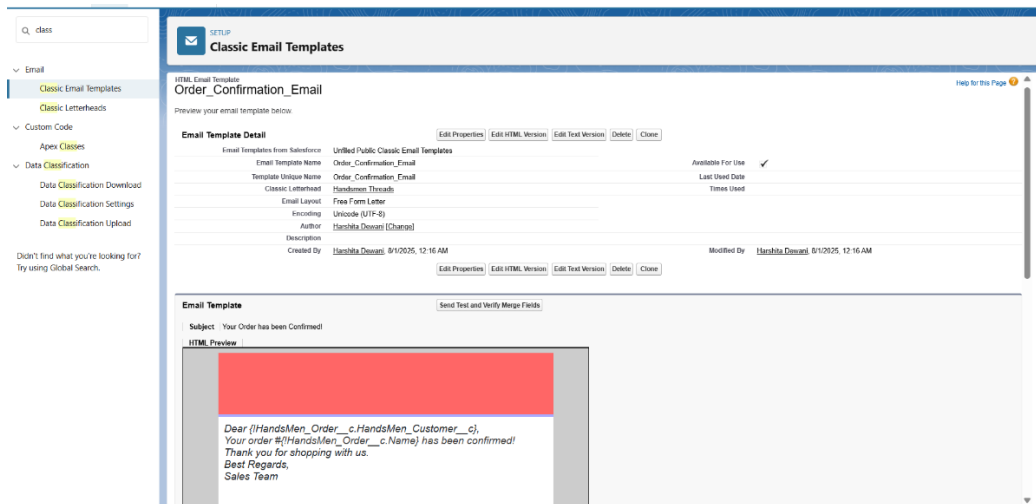 class
Email
Classic Email Templates
Classic Letterheads
Custom Code
Apex Classes
Data Classification
Data Classification Download
Data Classification Settings
Data Classification Upload
Didn't find what you're looking for?
Try using Global Search.
SETUP
Classic Email Templates
HTML Email Template
Order_Confirmation_Email
Help for this Page ?
Preview your email template below.
Email Template Detail Edit Properties Edit HTML Version Edit Text Version Delete Clone
Email Templates from Salesforce Unfiled Public Classic Email Templates
Email Template Name Order_Confirmation_Email Available For Use ✓
Template Unique Name Order_Confirmation_Email Last Used Date
Classic Letterhead Handsmen Threads Times Used
Email Layout Free Form Letter
Encoding Unicode (UTF-8)
Author Harshita Dewani [Change]
Description
Created By Harshita Dewani, 8/1/2025, 12:16 AM Modified By Harshita Dewani, 8/1/2025, 12:16 AM
Edit Properties Edit HTML Version Edit Text Version Delete Clone
Email Template Send Test and Verify Merge Fields
Subject Your Order has been Confirmed!
HTML Preview
Dear {!HandsMen_Order__c.HandsMen_Customer__c},
Your order #{!HandsMen_Order__c.Name} has been confirmed!
Thank you for shopping with us.
Best Regards,
Sales Team